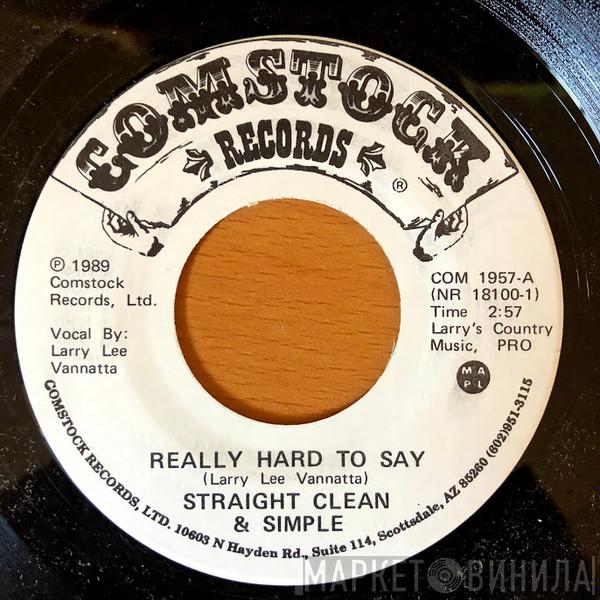 COMSTOCK
RECORDS
®
℗ 1989
Comstock
Records, Ltd.
Vocal By:
Larry Lee
Vannatta
COM 1957-A
(NR 18100-1)
Time 2:57
Larry's Country
Music, PRO
M A
P L
REALLY HARD TO SAY
(Larry Lee Vannatta)
STRAIGHT CLEAN
& SIMPLE
COMSTOCK RECORDS, LTD. 10603 N Hayden Rd., Suite 114, Scottsdale, AZ 85260 (602)951-3115
МАРКЕТ ВИНИЛА